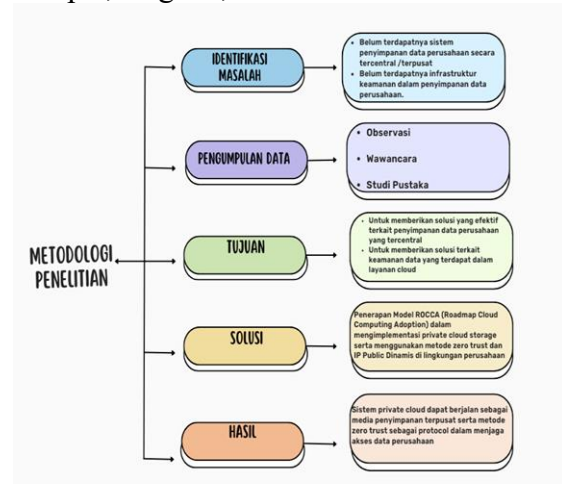 METODOLOGI
PENELITIAN
IDENTIFIKASI
MASALAH
• Belum terdapatnya sistem
penyimpanan data perusahaan secara
tercentral /terpusat
• Belum terdapatnya infrastruktur
keamanan dalam penyimpanan data
perusahaan.
PENGUMPULAN DATA
• Observasi
• Wawancara
• Studi Pustaka
TUJUAN
• Untuk memberikan solusi yang efektif
terkait penyimpanan data perusahaan
yang tercentral
• Untuk memberikan solusi terkait
keamanan data yang terdapat dalam
layanan cloud
SOLUSI
Penerapan Model ROCCA (Roadmap Cloud
Computing Adoption) dalam
mengimplementasi private cloud storage
serta menggunakan metode zero trust dan
IP Public Dinamis di lingkungan perusahaan
HASIL
Sistem private cloud dapat berjalan sebagai
media penyimpanan terpusat serta metode
zero trust sebagai protocol dalam menjaga
akses data perusahaan